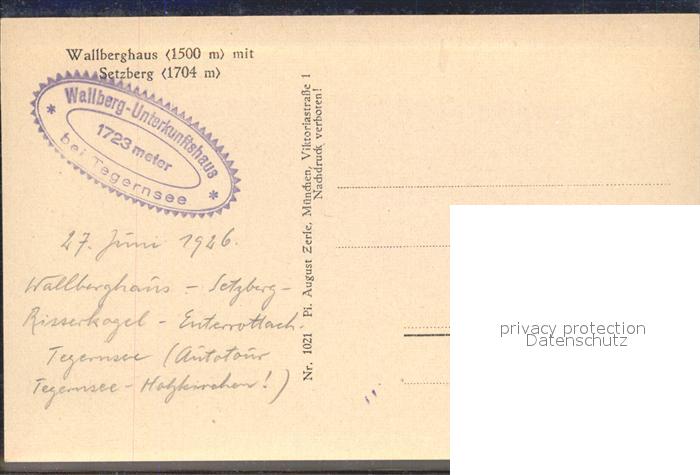 Wallberghaus (1500 m) mit
Setzberg (1704 m)
* Wallberg-Unterkunftshaus *
1723 meter
bei Tegernsee
27. Juni 1926.
Wallberghaus – Setzberg –
Risserkogel – Enterrottach.
Tegernsee (Autotour
Tegernsee – Holzkirchen!)
Nr. 1021 Pi. August Zerle, München, Viktoriastraße 1
Nachdruck verboten!
privacy protection
Datenschutz